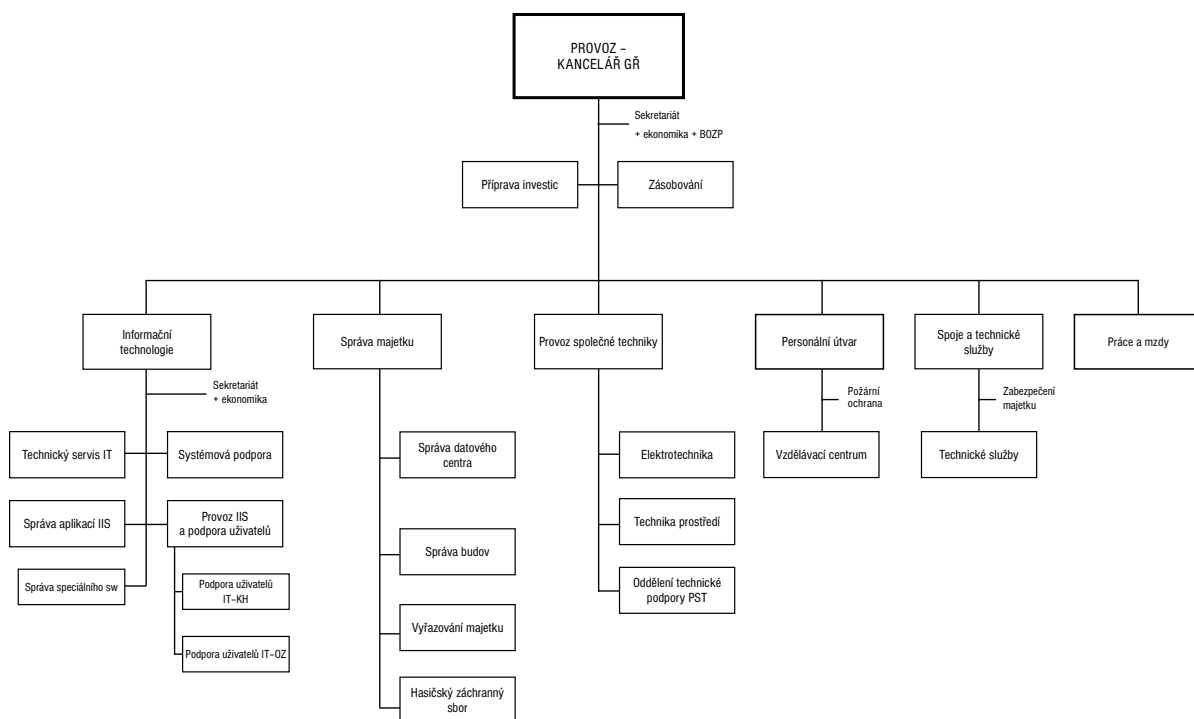 PROVOZ –
KANCELÁŘ GŘ
Sekretariát
+ ekonomika + BOZP
Příprava investic
Zásobování
Informační
technologie
Správa majetku
Provoz společné techniky
Personální útvar
Spoje a technické
služby
Práce a mzdy
Sekretariát
+ ekonomika
Požární
ochrana
Zabezpečení
majetku
Technický servis IT
Systémová podpora
Správa datového
centra
Elektrotechnika
Vzdělávací centrum
Technické služby
Správa aplikací IIS
Provoz IIS
a podpora uživatelů
Technika prostředí
Správa budov
Správa speciálního sw
Podpora uživatelů
IT–KH
Oddělení technické
podpory PST
Vyřazování majetku
Podpora uživatelů IT–OZ
Hasičský záchranný
sbor